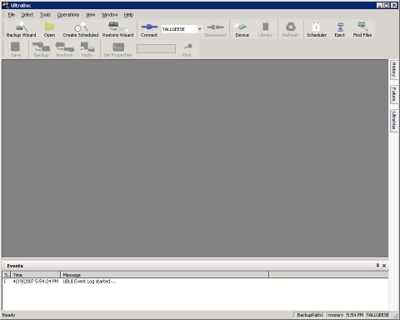 UltraBac
File Select Tools Operations View Window Help
Backup Wizard Open Create Scheduled Restore Wizard Connect TALLGEESE Disconnect Device Library Refresh Scheduler Eject Find Files
Save Backup Restore Verify Set Properties Find
History
Failures
UltraVue
Events
S.. Time Message
4/19/2007 5:54:04 PM UBUI Event Log started...
Ready [BackupPath1] <none> 5:54 PM TALLGEESE